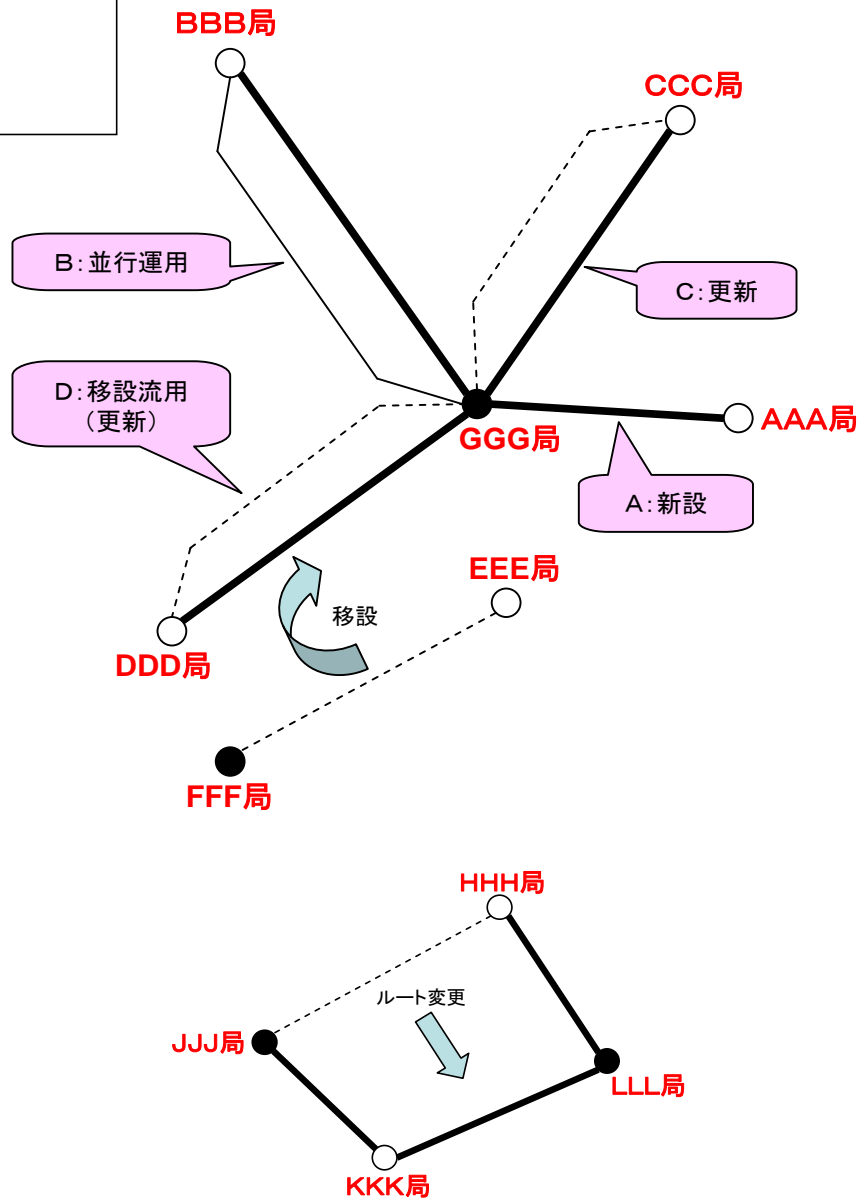 BBB局
CCC局
B:並行運用
C:更新
D:移設流用
(更新)
GGG局
AAA局
A:新設
EEE局
移設
DDD局
FFF局
HHH局
ルート変更
JJJ局
LLL局
KKK局